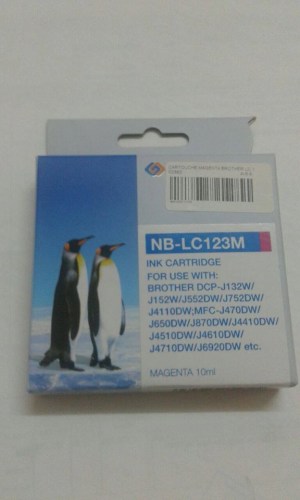 NB-LC123M
INK CARTRIDGE
FOR USE WITH:
BROTHER DCP-J132W/
J152W/J552DW/J752DW/
J4110DW;MFC-J470DW/
J650DW/J870DW/J4410DW/
J4510DW/J4610DW/
J4710DW/J6920DW etc.
MAGENTA 10ml